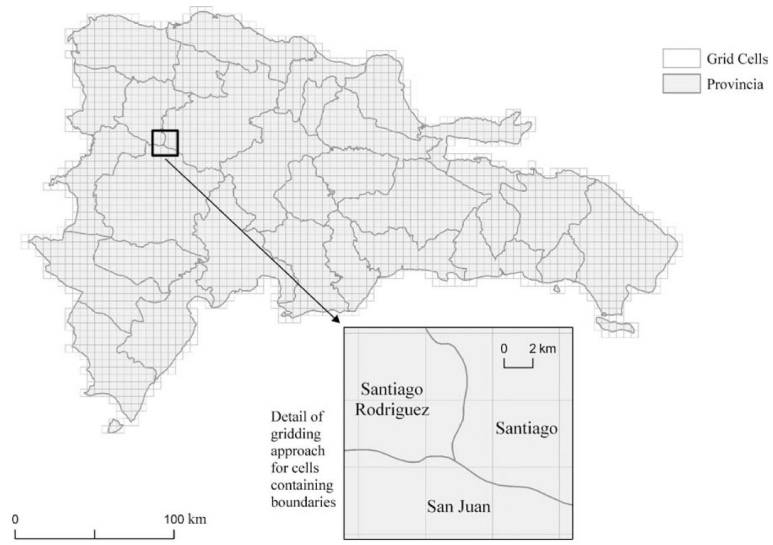 Grid Cells
Provincia
0 2 km
Santiago
Rodriguez
Santiago
San Juan
Detail of
gridding
approach
for cells
containing
boundaries
0 100 km